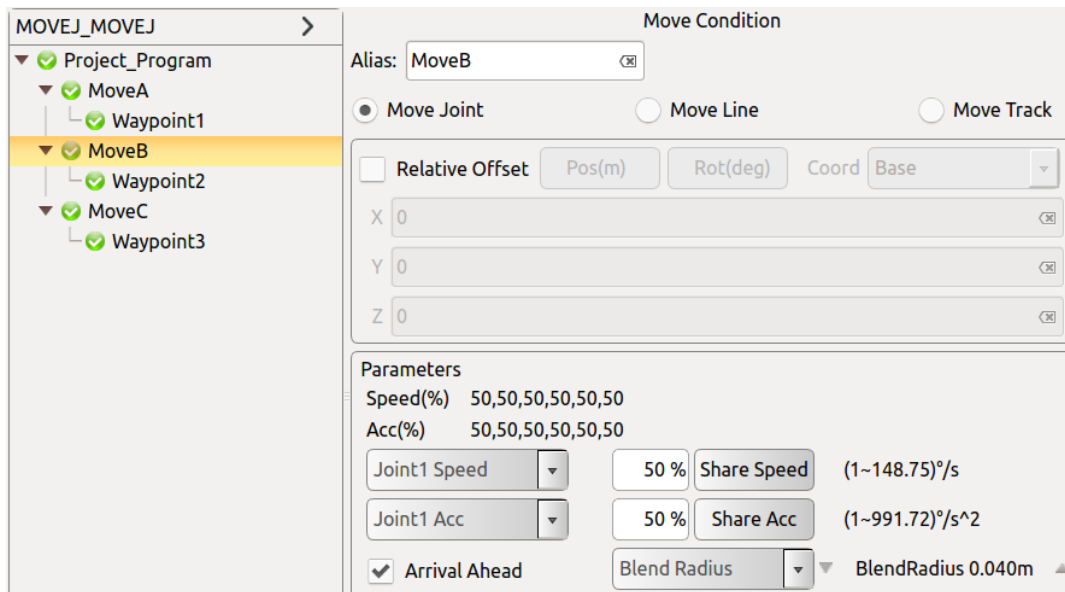 MOVEJ_MOVEJ
Project_Program
MoveA
Waypoint1
MoveB
Waypoint2
MoveC
Waypoint3
Move Condition
Alias: MoveB
Move Joint Move Line Move Track
Relative Offset Pos(m) Rot(deg) Coord Base
X 0
Y 0
Z 0
Parameters
Speed(%) 50,50,50,50,50,50
Acc(%) 50,50,50,50,50,50
Joint1 Speed 50 % Share Speed (1~148.75)°/s
Joint1 Acc 50 % Share Acc (1~991.72)°/s^2
Arrival Ahead Blend Radius BlendRadius 0.040m